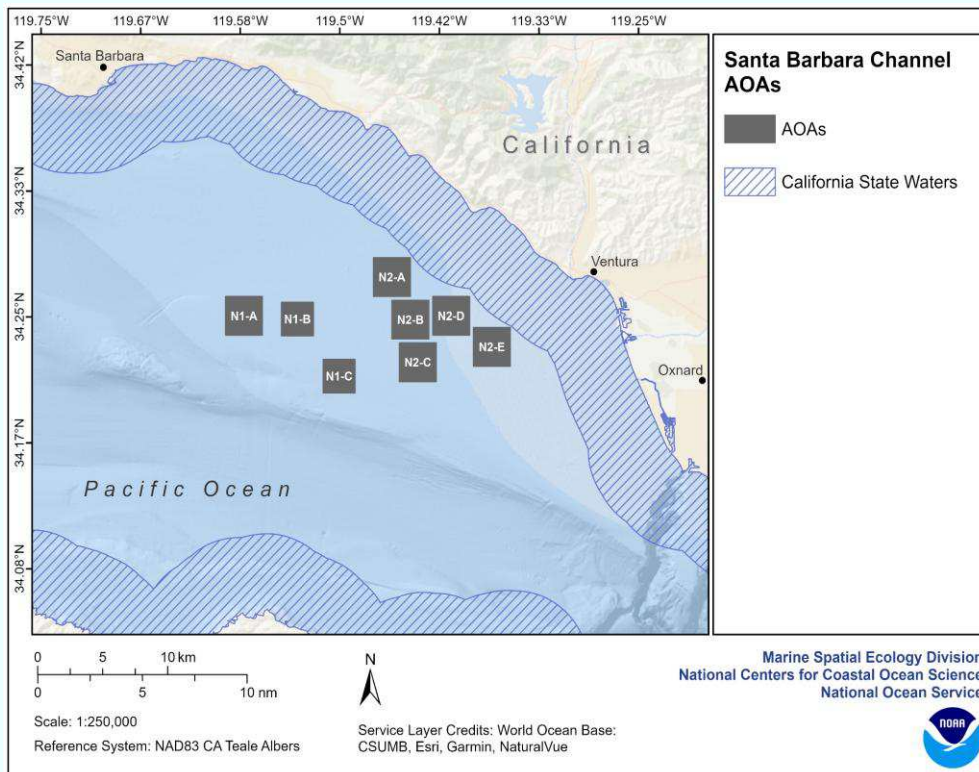 119.75°W 119.67°W 119.58°W 119.5°W 119.42°W 119.33°W 119.25°W
34.42°N
34.33°N
34.25°N
34.17°N
34.08°N
Santa Barbara
California
Ventura
Oxnard
N2-A
N1-A
N1-B
N2-B
N2-D
N2-E
N2-C
N1-C
Pacific Ocean
Santa Barbara Channel
AOAs
AOAs
California State Waters
0 5 10 km
0 5 10 nm
Scale: 1:250,000
Reference System: NAD83 CA Teale Albers
N
Service Layer Credits: World Ocean Base:
CSUMB, Esri, Garmin, NaturalVue
Marine Spatial Ecology Division
National Centers for Coastal Ocean Science
National Ocean Service
NOAA